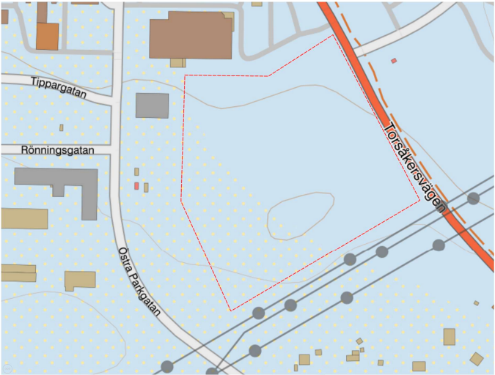 Tippargatan
Rönningsgatan
Torsåkersvägen
Östra Parkgatan